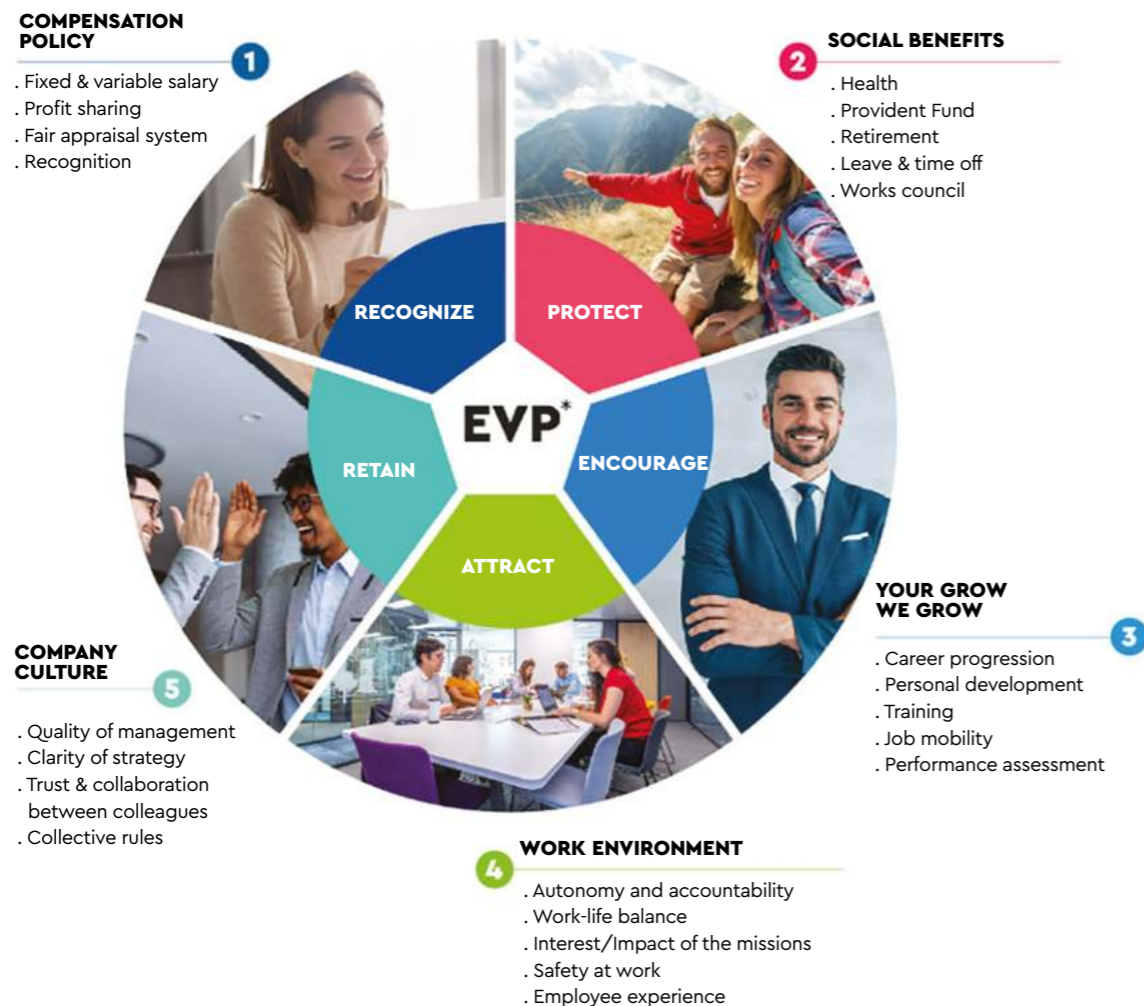 COMPENSATION
POLICY
1
. Fixed & variable salary
. Profit sharing
. Fair appraisal system
. Recognition
2
SOCIAL BENEFITS
. Health
. Provident Fund
. Retirement
. Leave & time off
. Works council
RECOGNIZE
PROTECT
EVP*
RETAIN
ENCOURAGE
ATTRACT
YOUR GROW
WE GROW
3
. Career progression
. Personal development
. Training
. Job mobility
. Performance assessment
4
WORK ENVIRONMENT
. Autonomy and accountability
. Work-life balance
. Interest/Impact of the missions
. Safety at work
. Employee experience
COMPANY
CULTURE
5
. Quality of management
. Clarity of strategy
. Trust & collaboration
between colleagues
. Collective rules